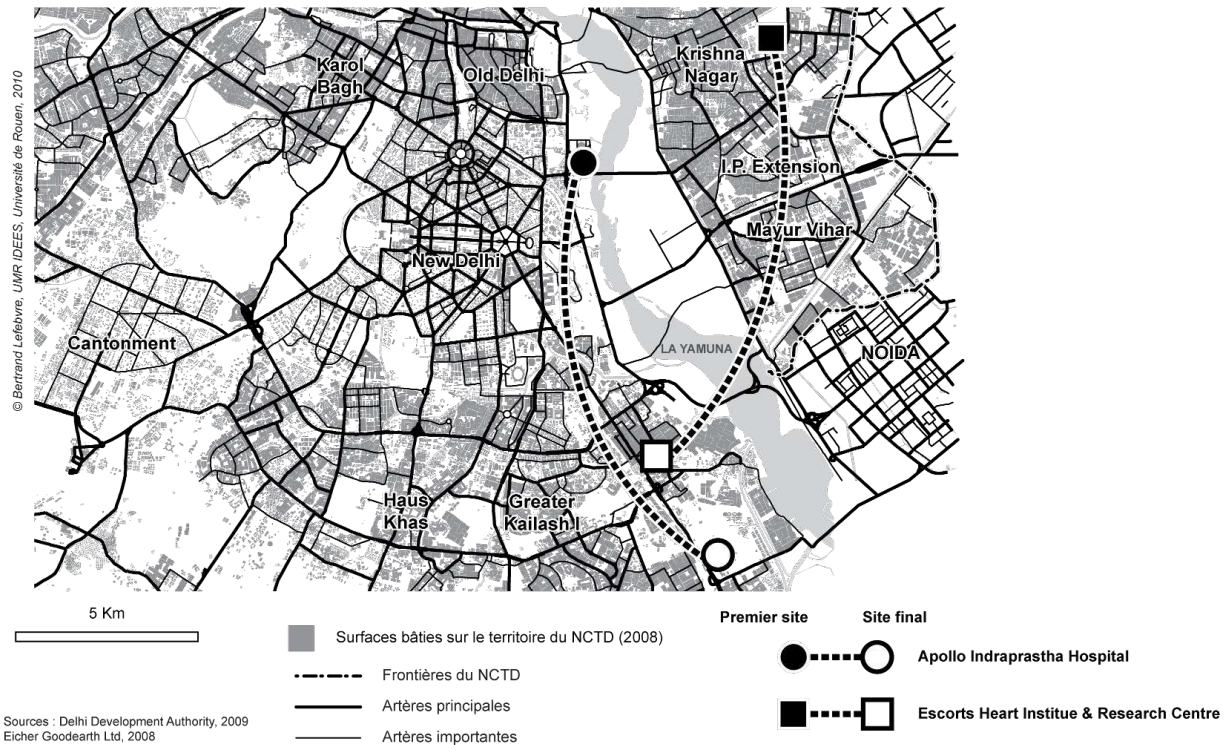 © Bertrand Lefebvre, UMR IDEES, Université de Rouen, 2010
Karol
Bagh
Old Delhi
Krishna
Nagar
I.P. Extension
Mayur Vihar
New Delhi
Cantonment
LA YAMUNA
NOIDA
Haus
Khas
Greater
Kailash I
5 Km
Surfaces bâties sur le territoire du NCTD (2008)
Frontières du NCTD
Artères principales
Artères importantes
Premier site
Site final
Apollo Indraprastha Hospital
Escorts Heart Institue & Research Centre
Sources : Delhi Development Authority, 2009
Eicher Goodearth Ltd, 2008